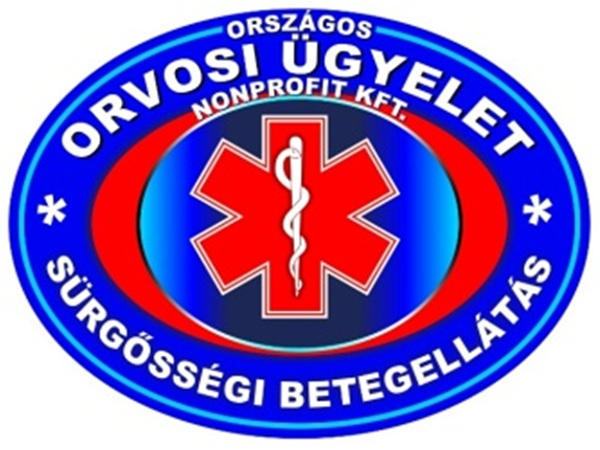 ORSZÁGOS
ORVOSI ÜGYELET
NONPROFIT KFT.
* *
SÜRGŐSSÉGI BETEGELLÁTÁS